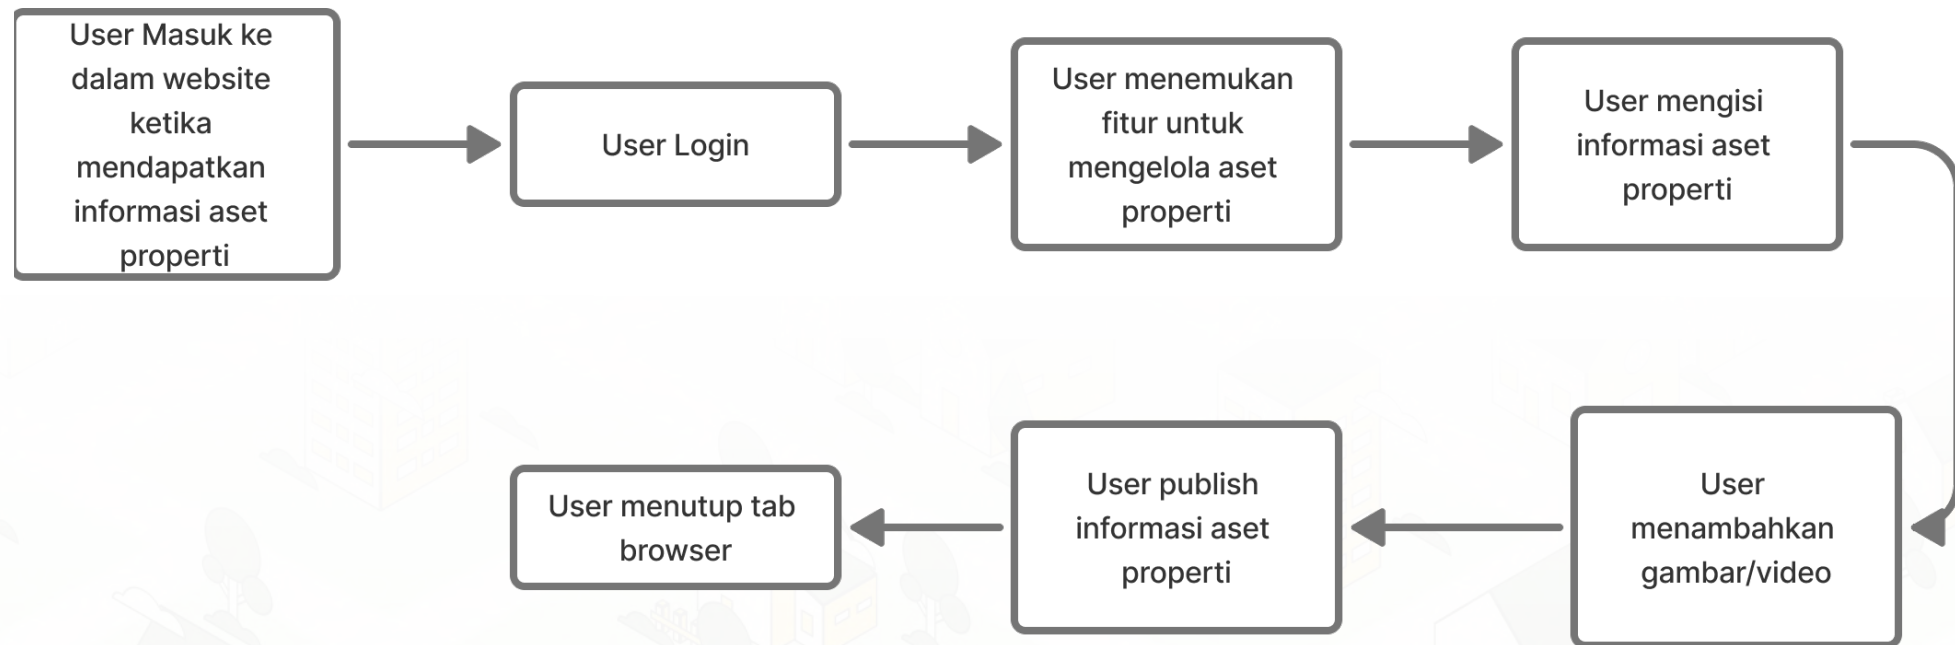 User Masuk ke
dalam website
ketika
mendapatkan
informasi aset
properti
User Login
User menemukan
fitur untuk
mengelola aset
properti
User mengisi
informasi aset
properti
User
menambahkan
gambar/video
User publish
informasi aset
properti
User menutup tab
browser